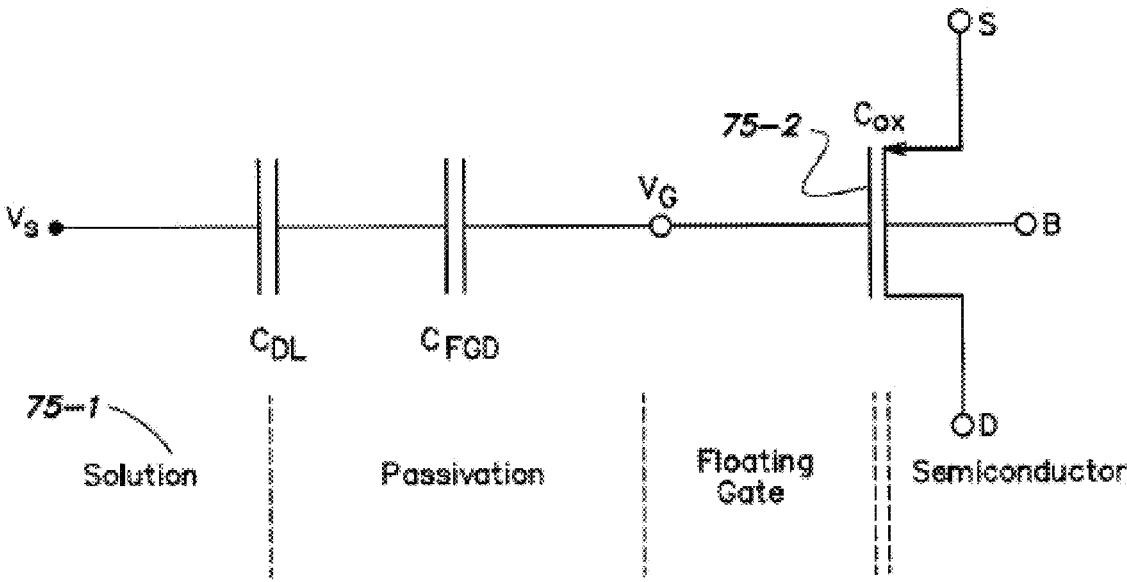 S
75-2
Cox
VG
VS
B
CDL
CFGD
75-1
D
Solution
Passivation
Floating
Gate
Semiconductor